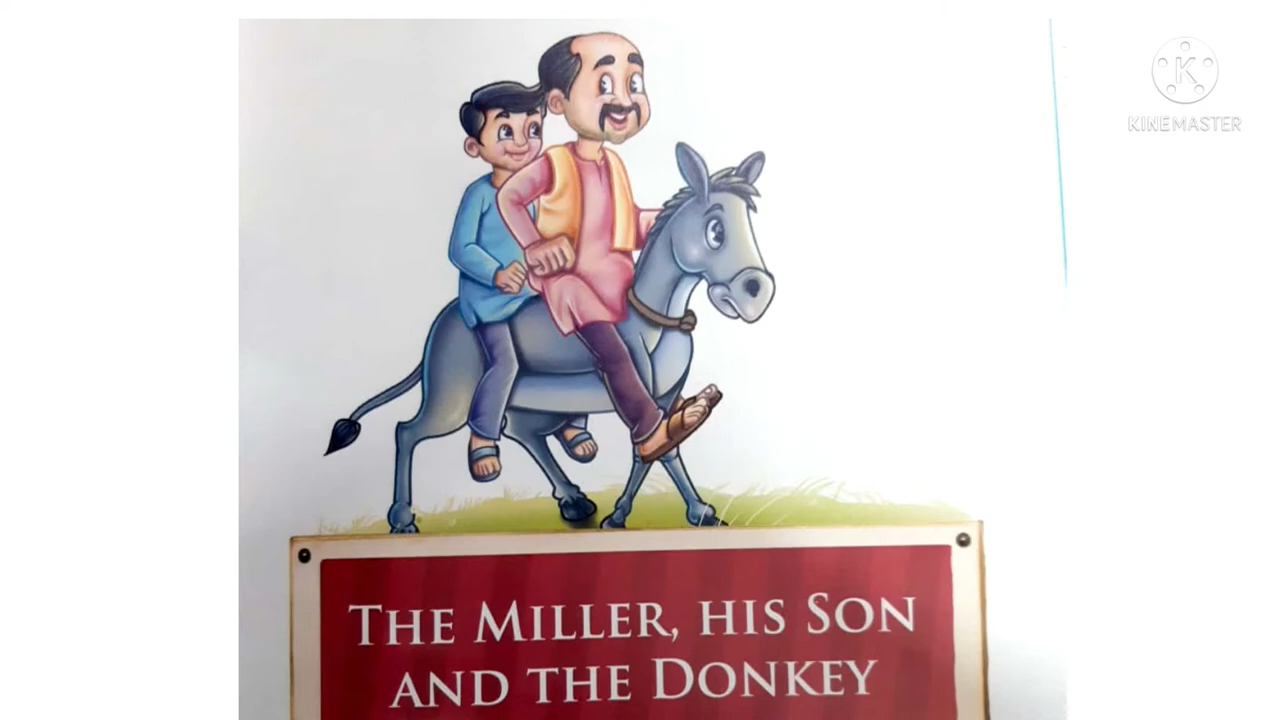 KINEMASTER
THE MILLER, HIS SON
AND THE DONKEY